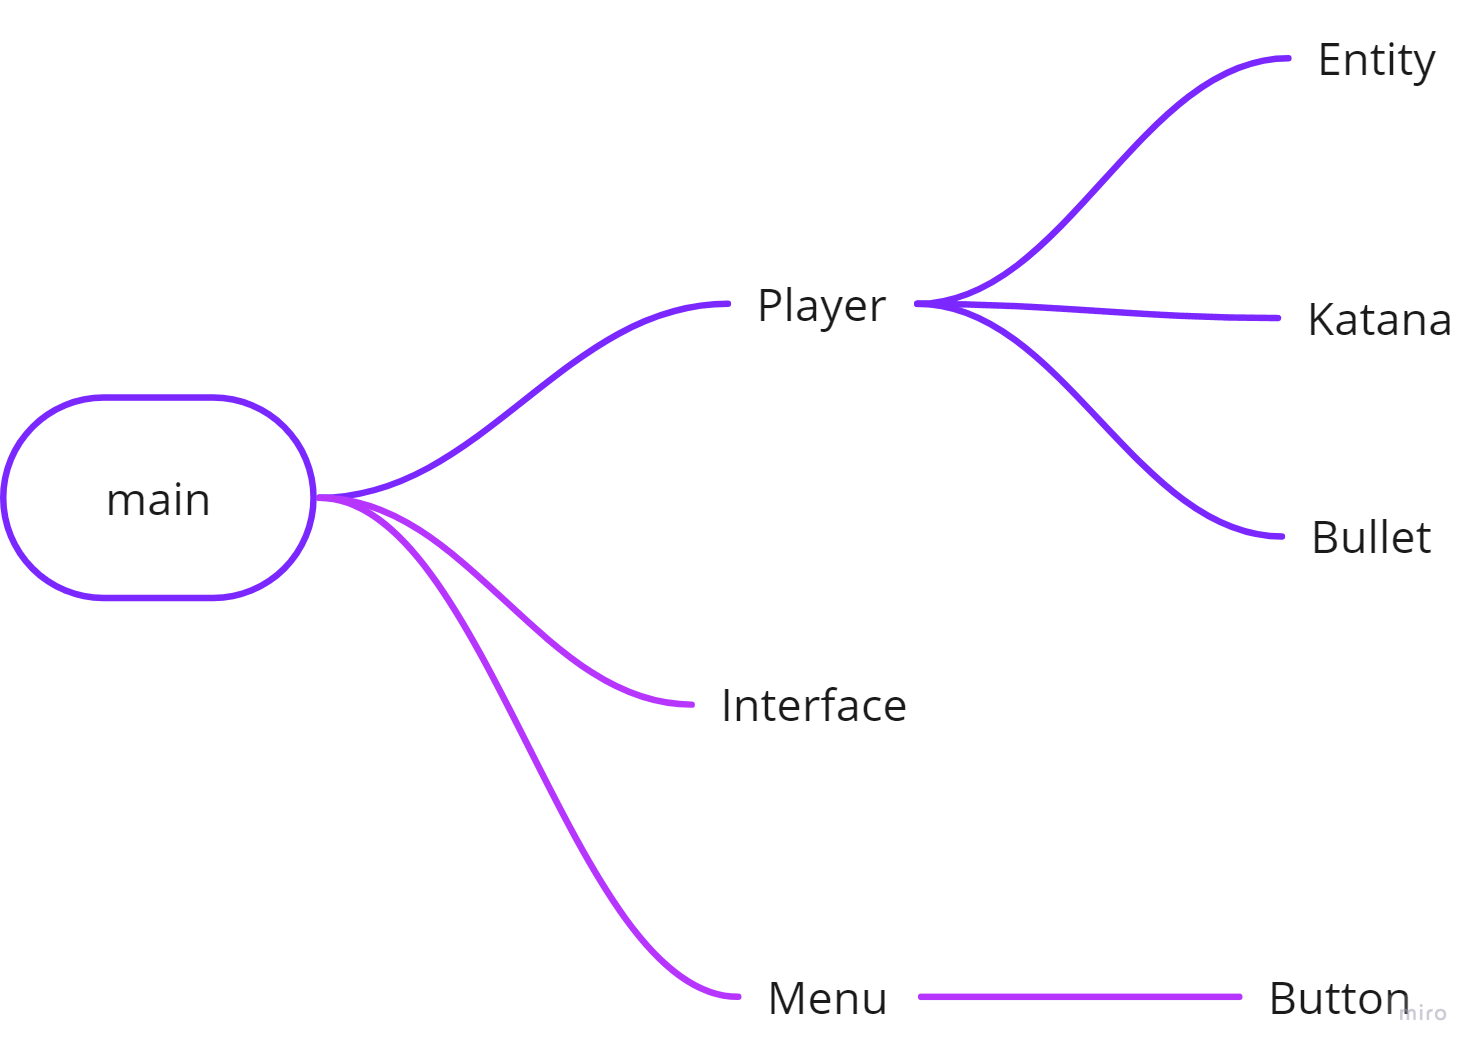 Entity
Player
Katana
main
Bullet
Interface
Menu
Button
miro